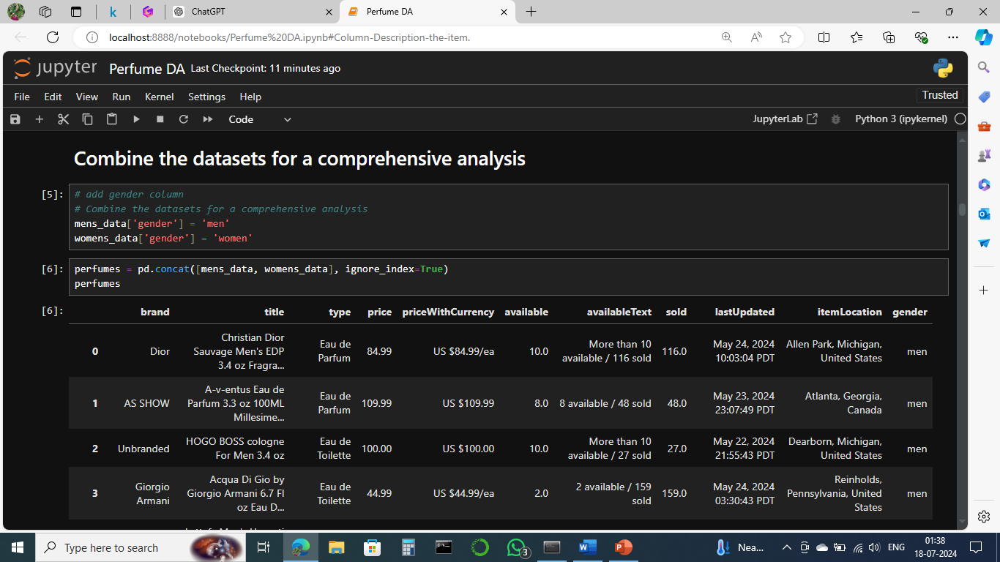 ChatGPT
Perfume DA
localhost:8888/notebooks/Perfume%20DA.ipynb#Column-Description-the-item.
jupyter Perfume DA Last Checkpoint: 11 minutes ago
File Edit View Run Kernel Settings Help
Trusted
Code
JupyterLab
Python 3 (ipykernel)
Combine the datasets for a comprehensive analysis
[5]:
# add gender column
# Combine the datasets for a comprehensive analysis
mens_data['gender'] = 'men'
womens_data['gender'] = 'women'
[6]:
perfumes = pd.concat([mens_data, womens_data], ignore_index=True)
perfumes
[6]:
brand title type price priceWithCurrency available availableText sold lastUpdated itemLocation gender
0 Dior Christian Dior Sauvage Men's EDP 3.4 oz Fragra... Eau de Parfum 84.99 US $84.99/ea 10.0 More than 10 available / 116 sold 116.0 May 24, 2024 10:03:04 PDT Allen Park, Michigan, United States men
1 AS SHOW A-v-entus Eau de Parfum 3.3 oz 100ML Millesime... Eau de Parfum 109.99 US $109.99 8.0 8 available / 48 sold 48.0 May 23, 2024 23:07:49 PDT Atlanta, Georgia, Canada men
2 Unbranded HOGO BOSS cologne For Men 3.4 oz Eau de Toilette 100.00 US $100.00 10.0 More than 10 available / 27 sold 27.0 May 22, 2024 21:55:43 PDT Dearborn, Michigan, United States men
3 Giorgio Armani Acqua Di Gio by Giorgio Armani 6.7 Fl oz Eau D... Eau de Toilette 44.99 US $44.99/ea 2.0 2 available / 159 sold 159.0 May 24, 2024 03:30:43 PDT Reinholds, Pennsylvania, United States men
Type here to search
3
Nea...
ENG
01:38
18-07-2024